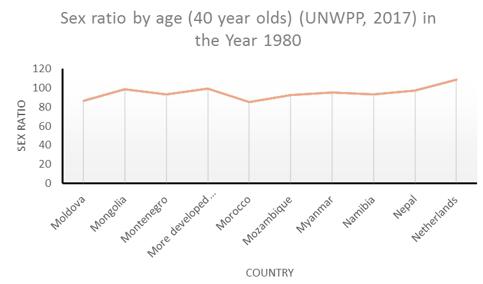 Sex ratio by age (40 year olds) (UNWPP, 2017) in
the Year 1980
120
100
80
60
40
20
0
SEX RATIO
Moldova
Mongolia
Montenegro
More developed...
Morocco
Mozambique
Myanmar
Namibia
Nepal
Netherlands
COUNTRY